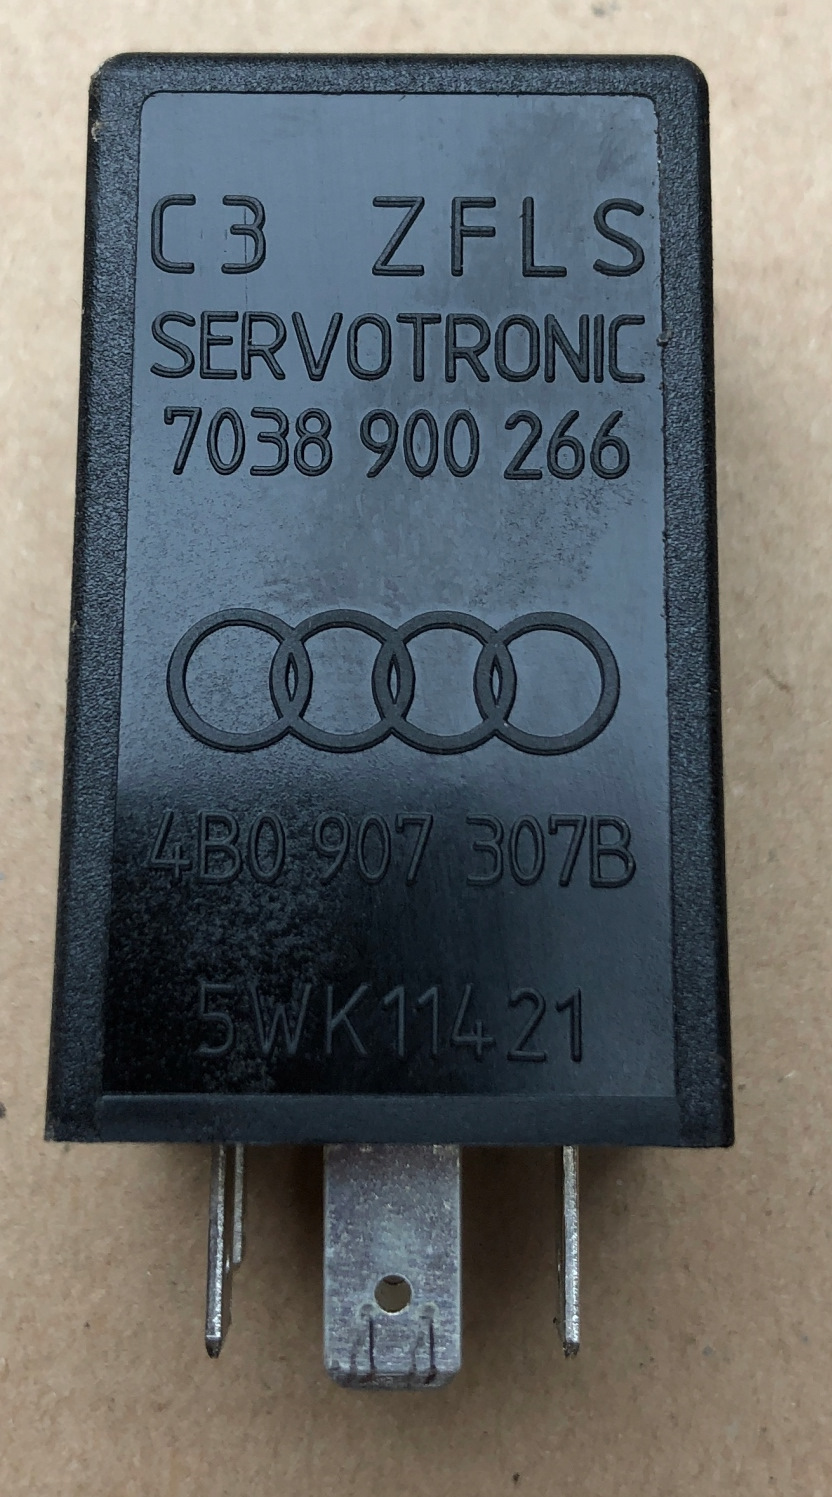 C3 ZFLS
SERVOTRONIC
7038 900 266
4B0 907 307B
5WK11421